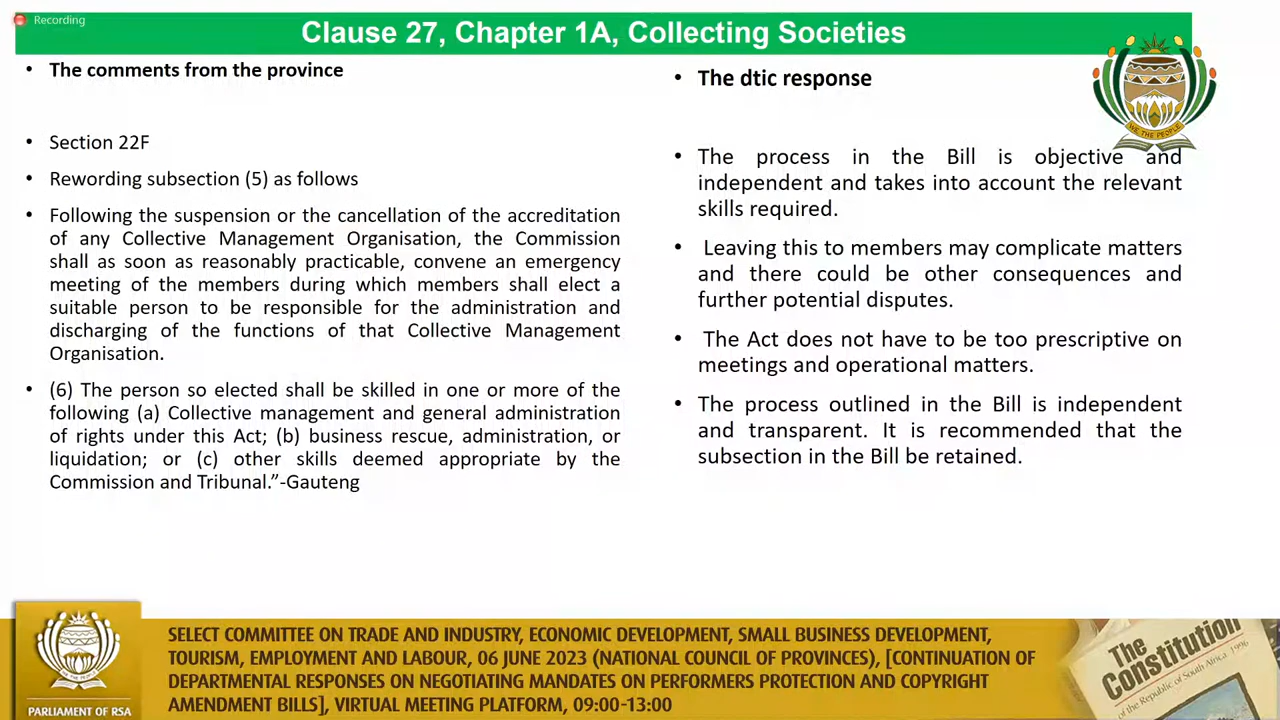 Recording
Clause 27, Chapter 1A, Collecting Societies
• The comments from the province
• Section 22F
• Rewording subsection (5) as follows
• Following the suspension or the cancellation of the accreditation
of any Collective Management Organisation, the Commission
shall as soon as reasonably practicable, convene an emergency
meeting of the members during which members shall elect a
suitable person to be responsible for the administration and
discharging of the functions of that Collective Management
Organisation.
• (6) The person so elected shall be skilled in one or more of the
following (a) Collective management and general administration
of rights under this Act; (b) business rescue, administration, or
liquidation; or (c) other skills deemed appropriate by the
Commission and Tribunal.”-Gauteng
• The dtic response
• The process in the Bill is objective and
independent and takes into account the relevant
skills required.
• Leaving this to members may complicate matters
and there could be other consequences and
further potential disputes.
• The Act does not have to be too prescriptive on
meetings and operational matters.
• The process outlined in the Bill is independent
and transparent. It is recommended that the
subsection in the Bill be retained.
WE THE PEOPLE
PARLIAMENT OF RSA
SELECT COMMITTEE ON TRADE AND INDUSTRY, ECONOMIC DEVELOPMENT, SMALL BUSINESS DEVELOPMENT,
TOURISM, EMPLOYMENT AND LABOUR, 06 JUNE 2023 (NATIONAL COUNCIL OF PROVINCES), [CONTINUATION OF
DEPARTMENTAL RESPONSES ON NEGOTIATING MANDATES ON PERFORMERS PROTECTION AND COPYRIGHT
AMENDMENT BILLS], VIRTUAL MEETING PLATFORM, 09:00-13:00
The
Constitution
of the Republic of South Africa, 1996